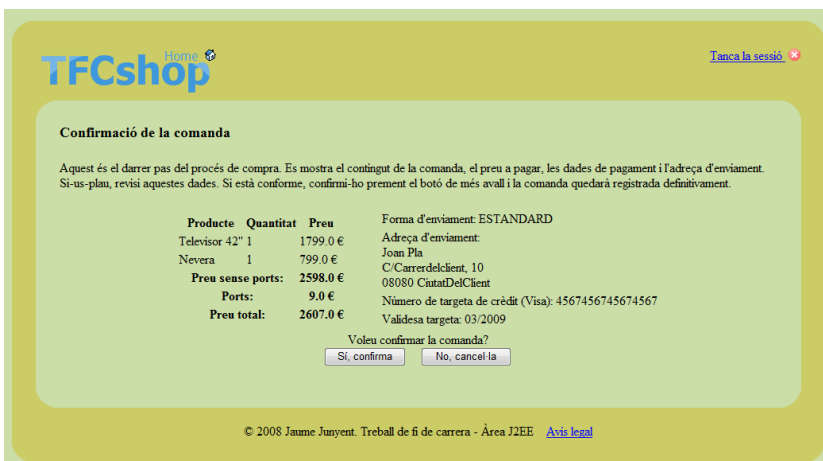 Home
TFCshop
Tanca la sessió
Confirmació de la comanda
Aquest és el darrer pas del procés de compra. Es mostra el contingut de la comanda, el preu a pagar, les dades de pagament i l'adreça d'enviament.
Si-us-plau, revisi aquestes dades. Si està conforme, confirmi-ho prement el botó de més avall i la comanda quedarà registrada definitivament.
Producte Quantitat Preu
Televisor 42" 1 1799.0 €
Nevera 1 799.0 €
Preu sense ports: 2598.0 €
Ports: 9.0 €
Preu total: 2607.0 €
Forma d'enviament: ESTANDARD
Adreça d'enviament:
Joan Pla
C/Carrerdelclient, 10
08080 CiutatDelClient
Número de targeta de crèdit (Visa): 4567456745674567
Validesa targeta: 03/2009
Voleu confirmar la comanda?
Sí, confirma No, cancel·la
© 2008 Jaume Junyent. Treball de fi de carrera - Àrea J2EE Avis legal